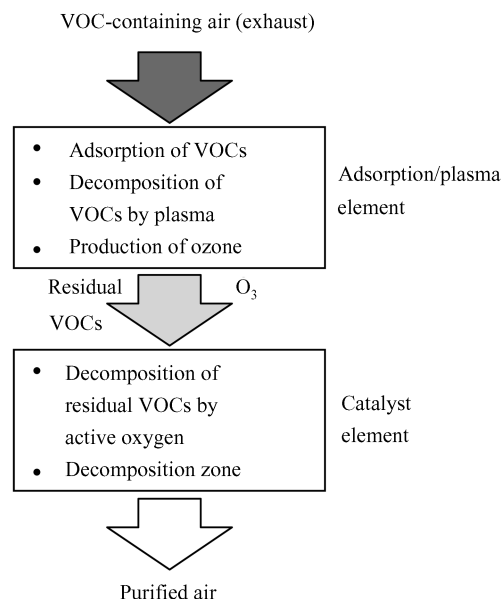 VOC-containing air (exhaust)
• Adsorption of VOCs
• Decomposition of
VOCs by plasma
• Production of ozone
Adsorption/plasma
element
Residual
VOCs
O₃
• Decomposition of
residual VOCs by
active oxygen
• Decomposition zone
Catalyst
element
Purified air